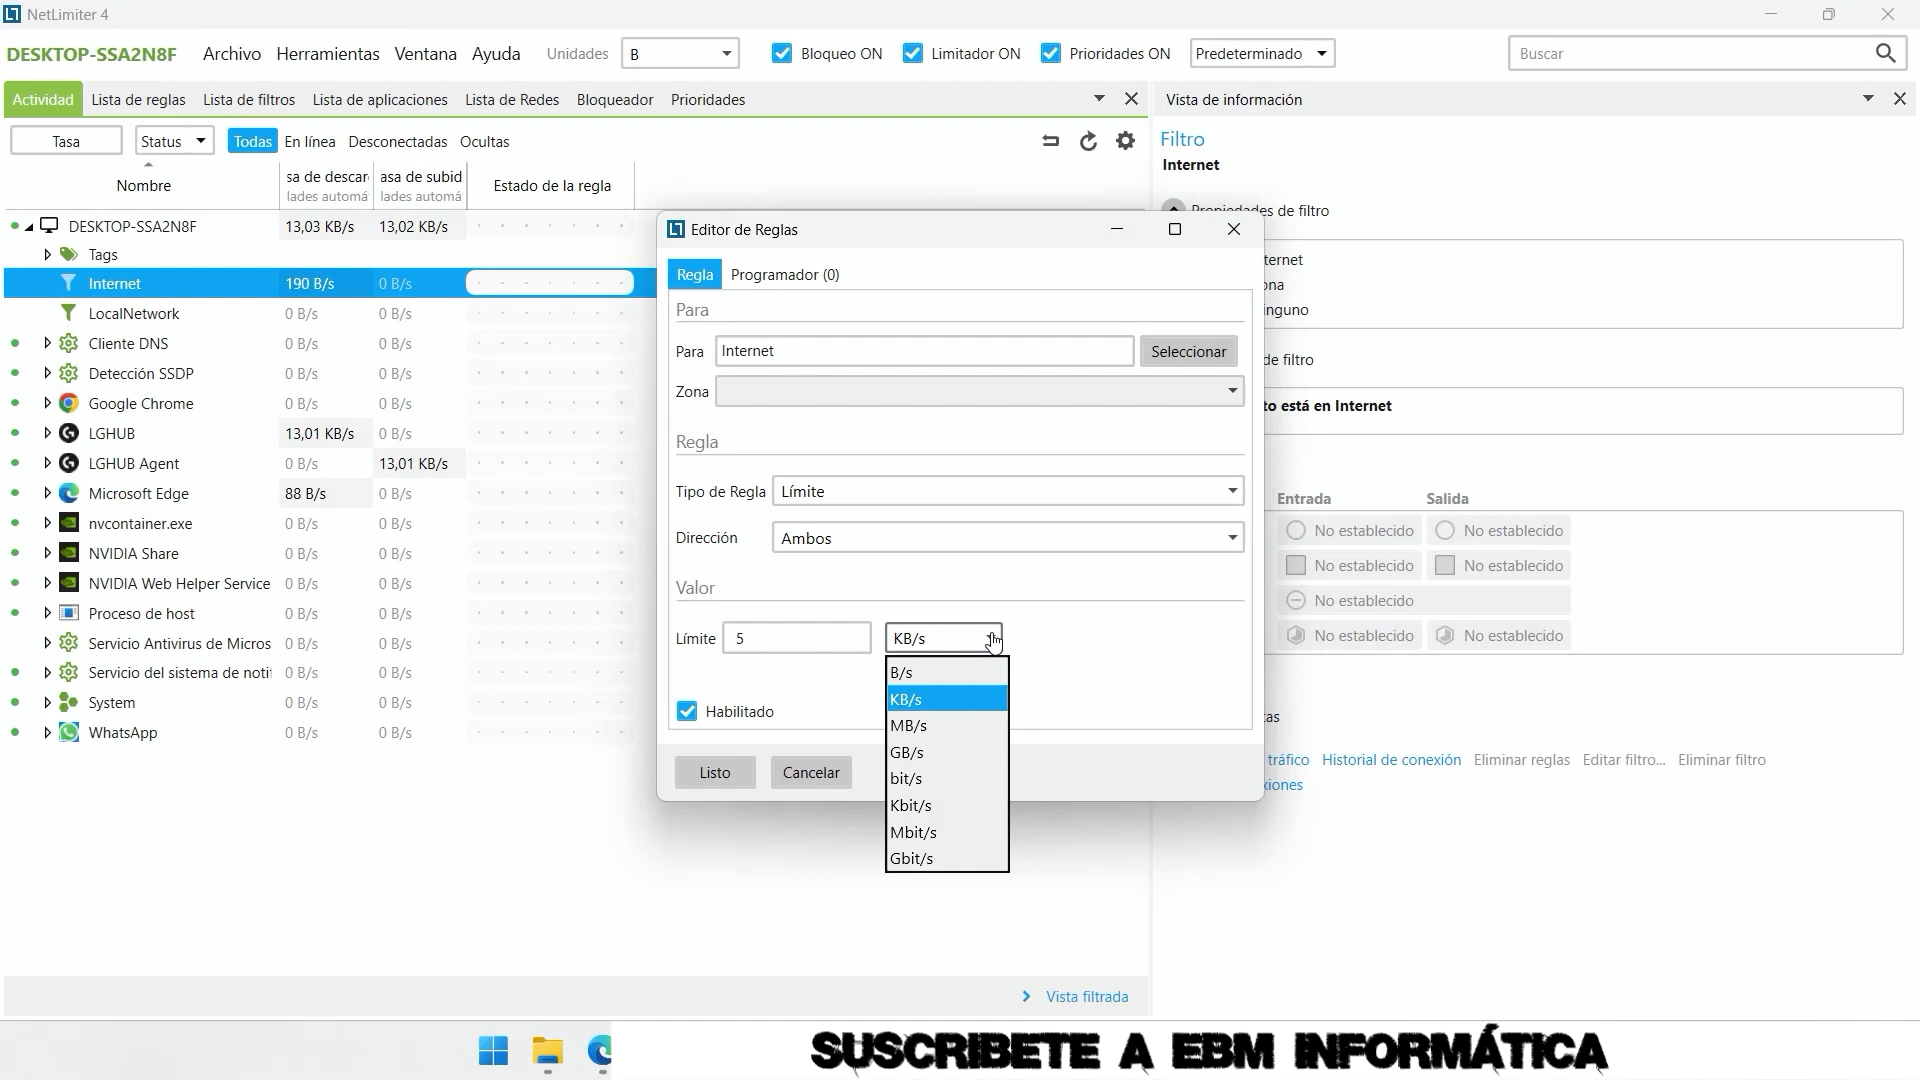 NetLimiter 4
DESKTOP-SSA2N8F Archivo Herramientas Ventana Ayuda Unidades B Bloqueo ON Limitador ON Prioridades ON Predeterminado Buscar
Actividad Lista de reglas Lista de filtros Lista de aplicaciones Lista de Redes Bloqueador Prioridades Vista de información
Tasa Status Todas En línea Desconectadas Ocultas
Filtro
Internet
Nombre sa de descar asa de subid Estado de la regla
lades automá lades automá
de filtro
DESKTOP-SSA2N8F 13,03 KB/s 13,02 KB/s
Tags
Internet 190 B/s 0 B/s
LocalNetwork 0 B/s 0 B/s
Cliente DNS 0 B/s 0 B/s
Detección SSDP 0 B/s 0 B/s
Google Chrome 0 B/s 0 B/s
LGHUB 13,01 KB/s 0 B/s
LGHUB Agent 0 B/s 13,01 KB/s
Microsoft Edge 88 B/s 0 B/s
nvcontainer.exe 0 B/s 0 B/s
NVIDIA Share 0 B/s 0 B/s
NVIDIA Web Helper Service 0 B/s 0 B/s
Proceso de host 0 B/s 0 B/s
Servicio Antivirus de Micros 0 B/s 0 B/s
Servicio del sistema de noti 0 B/s 0 B/s
System 0 B/s 0 B/s
WhatsApp 0 B/s 0 B/s
Editor de Reglas
Regla Programador (0)
Para
Para Internet Seleccionar
Zona
Regla
Tipo de Regla Límite
Dirección Ambos
Valor
Límite 5 KB/s
B/s
KB/s
MB/s
GB/s
bit/s
Kbit/s
Mbit/s
Gbit/s
Habilitado
Listo Cancelar
ternet
ona
inguno
de filtro
to está en Internet
Entrada Salida
No establecido No establecido
No establecido No establecido
No establecido
No establecido No establecido
tas
tráfico Historial de conexión Eliminar reglas Editar filtro... Eliminar filtro
xiones
Vista filtrada
SUSCRIBETE A EBM INFORMÁTICA